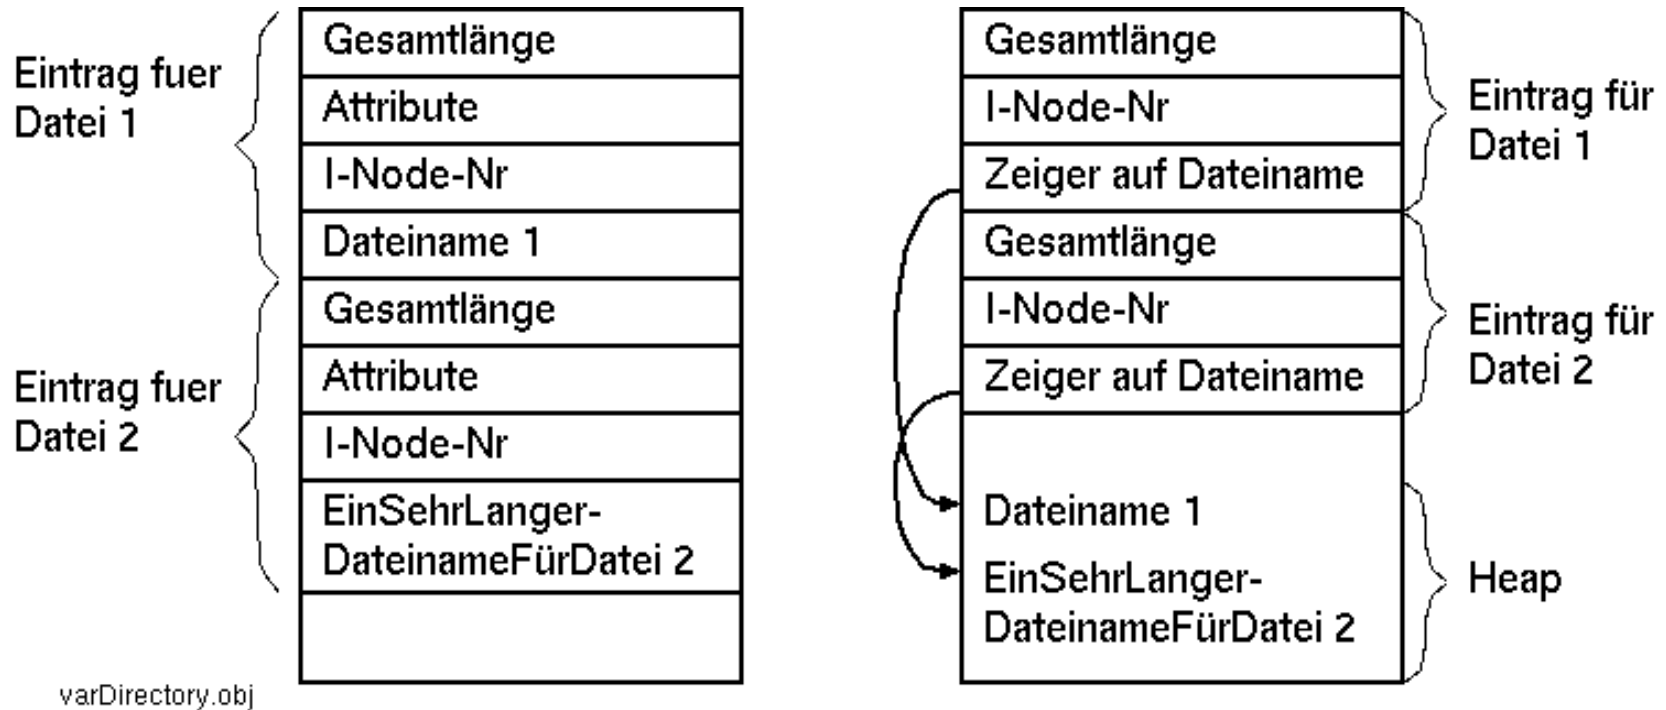 Eintrag fuer
Datei 1
Gesamtlänge
Attribute
I-Node-Nr
Dateiname 1
Eintrag fuer
Datei 2
Gesamtlänge
Attribute
I-Node-Nr
EinSehrLanger-
DateinameFürDatei 2
Gesamtlänge
I-Node-Nr
Zeiger auf Dateiname
Eintrag für
Datei 1
Gesamtlänge
I-Node-Nr
Zeiger auf Dateiname
Eintrag für
Datei 2
Dateiname 1
EinSehrLanger-
DateinameFürDatei 2
Heap
varDirectory.obj